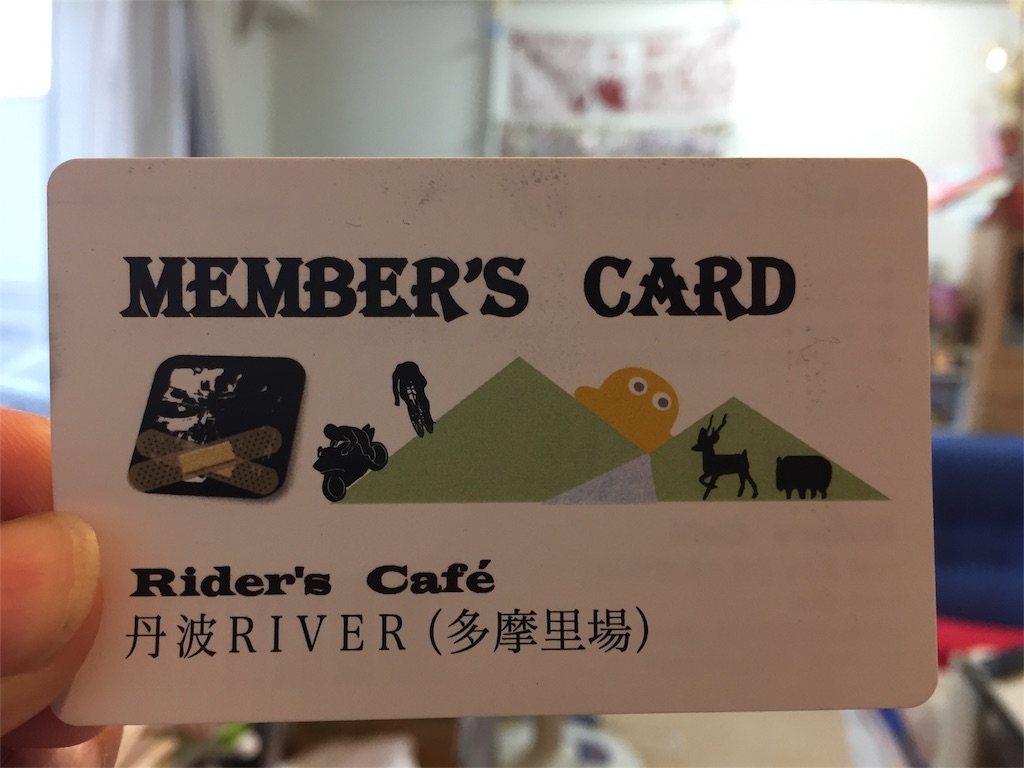 MEMBER'S CARD
Rider's Café
丹波RIVER(多摩里場)